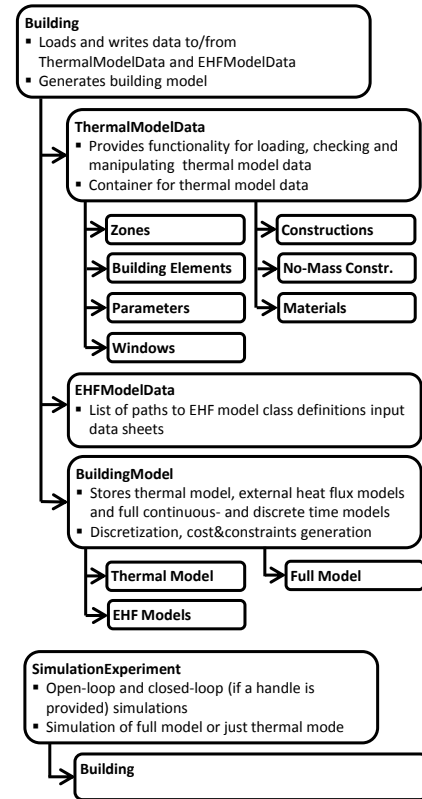 Building
▪ Loads and writes data to/from
ThermalModelData and EHFModelData
▪ Generates building model
ThermalModelData
▪ Provides functionality for loading, checking and
manipulating thermal model data
▪ Container for thermal model data
Zones
Constructions
Building Elements
No-Mass Constr.
Parameters
Materials
Windows
EHFModelData
▪ List of paths to EHF model class definitions input
data sheets
BuildingModel
▪ Stores thermal model, external heat flux models
and full continuous- and discrete time models
▪ Discretization, cost&constraints generation
Thermal Model
Full Model
EHF Models
SimulationExperiment
▪ Open-loop and closed-loop (if a handle is
provided) simulations
▪ Simulation of full model or just thermal mode
Building